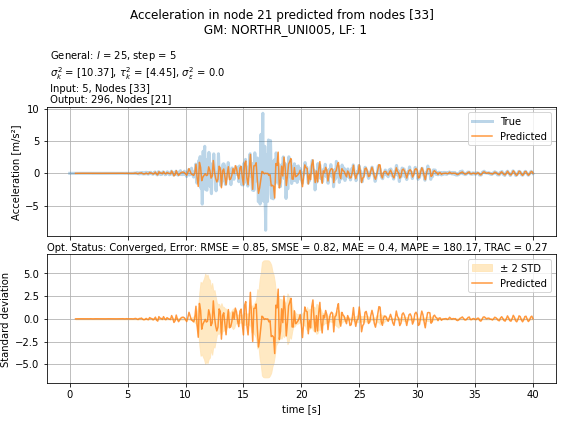 Acceleration in node 21 predicted from nodes [33]
GM: NORTHR_UNI005, LF: 1
General: l = 25, step = 5
σ²ₖ = [10.37], τ²ₖ = [4.45], σ²ε = 0.0
Input: 5, Nodes [33]
Output: 296, Nodes [21]
10
5
0
−5
Acceleration [m/s²]
True
Predicted
Opt. Status: Converged, Error: RMSE = 0.85, SMSE = 0.82, MAE = 0.4, MAPE = 180.17, TRAC = 0.27
5.0
2.5
0.0
−2.5
−5.0
Standard deviation
± 2 STD
Predicted
0 5 10 15 20 25 30 35 40
time [s]